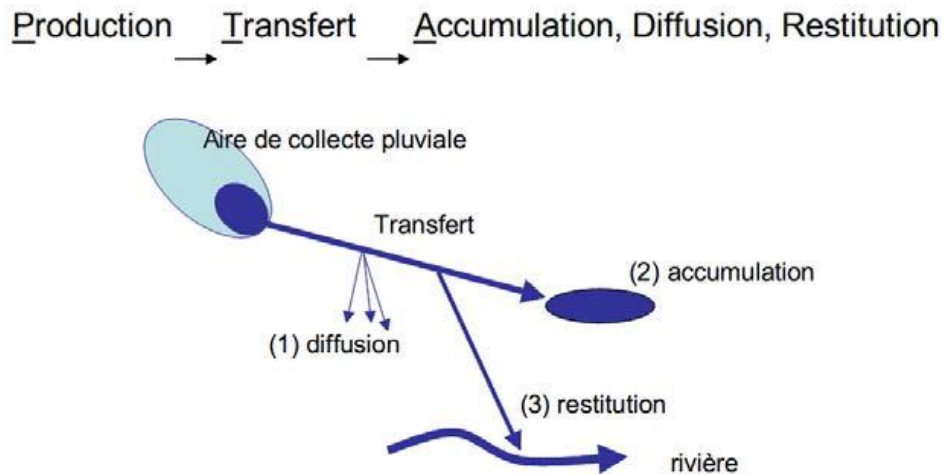 Production → Transfert → Accumulation, Diffusion, Restitution
Aire de collecte pluviale
Transfert
(2) accumulation
(1) diffusion
(3) restitution
rivière